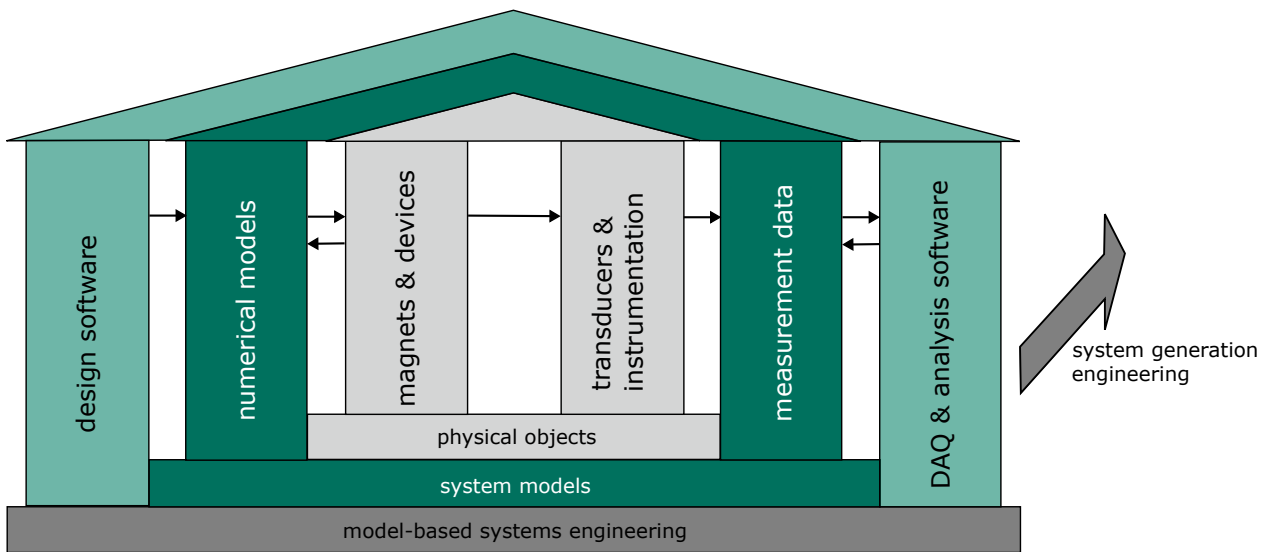 design software
numerical models
magnets & devices
transducers &
instrumentation
measurement data
DAQ & analysis software
physical objects
system models
model-based systems engineering
system generation
engineering